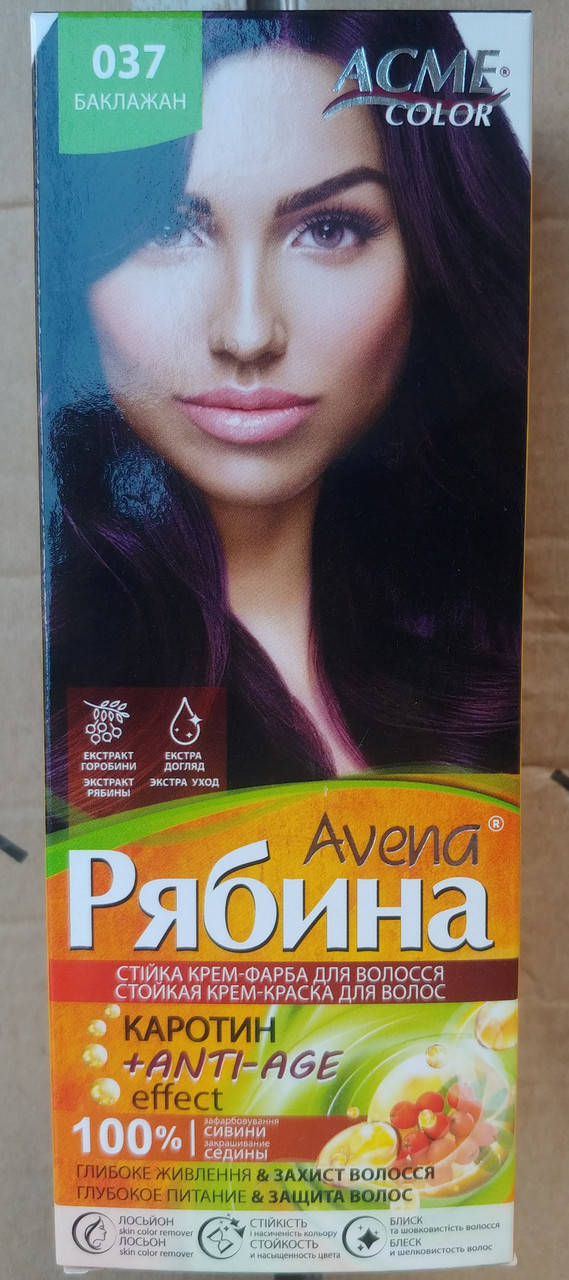 037
БАКЛАЖАН
ACME®
COLOR
ЕКСТРАКТ
ГОРОБИНИ
ЭКСТРАКТ
РЯБИНЫ
ЕКСТРА
ДОГЛЯД
ЭКСТРА УХОД
Avena®
Рябина
СТІЙКА КРЕМ-ФАРБА ДЛЯ ВОЛОССЯ
СТОЙКАЯ КРЕМ-КРАСКА ДЛЯ ВОЛОС
КАРОТИН
+ANTI-AGE
effect
100%
зафарбовування
СИВИНИ
закрашивание
СЕДИНЫ
ГЛИБОКЕ ЖИВЛЕННЯ & ЗАХИСТ ВОЛОССЯ
ГЛУБОКОЕ ПИТАНИЕ & ЗАЩИТА ВОЛОС
ЛОСЬЙОН
skin color remover
ЛОСЬОН
skin color remover
СТІЙКІСТЬ
і насиченість кольору
СТОЙКОСТЬ
и насыщенность цвета
БЛИСК
та шовковистість волосся
БЛЕСК
и шелковистость волос